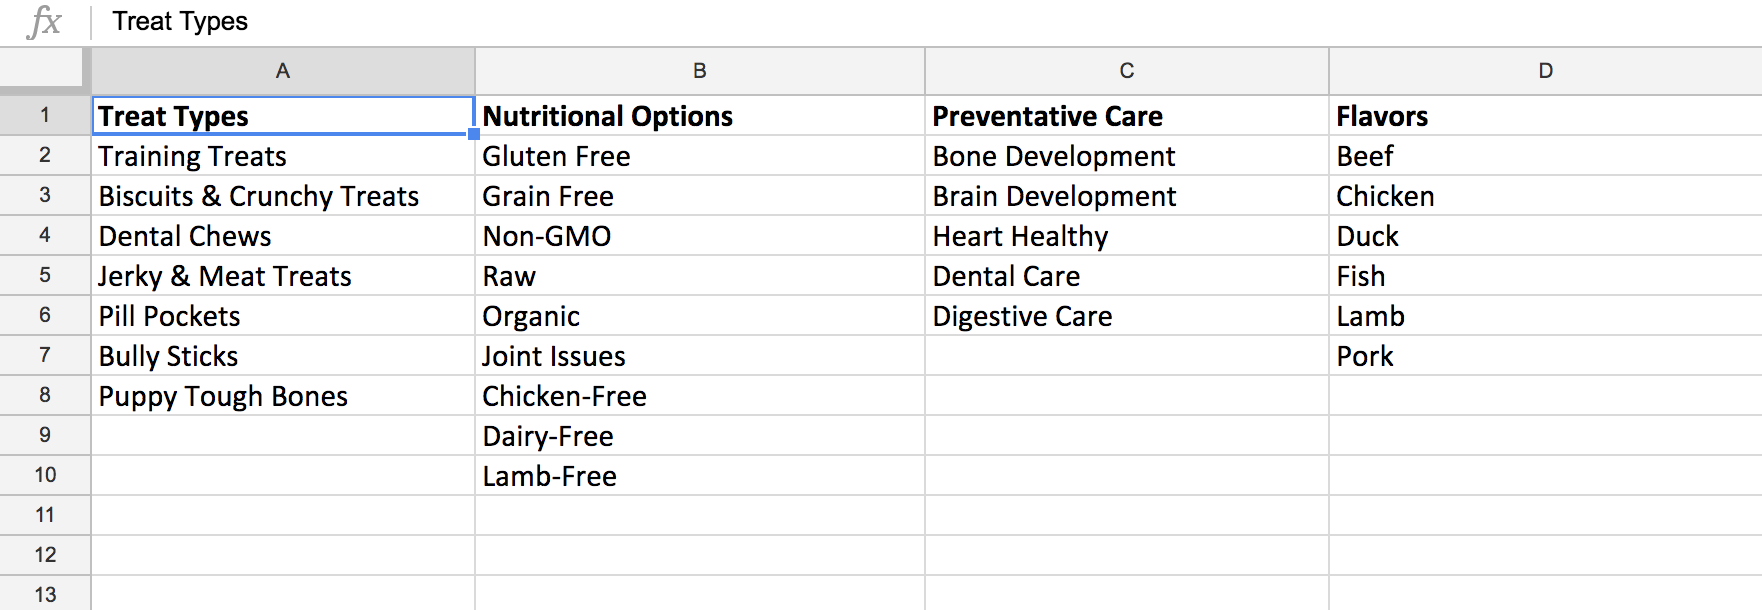 fx Treat Types
A B C D
1 Treat Types Nutritional Options Preventative Care Flavors
2 Training Treats Gluten Free Bone Development Beef
3 Biscuits & Crunchy Treats Grain Free Brain Development Chicken
4 Dental Chews Non-GMO Heart Healthy Duck
5 Jerky & Meat Treats Raw Dental Care Fish
6 Pill Pockets Organic Digestive Care Lamb
7 Bully Sticks Joint Issues Pork
8 Puppy Tough Bones Chicken-Free
9 Dairy-Free
10 Lamb-Free
11
12
13